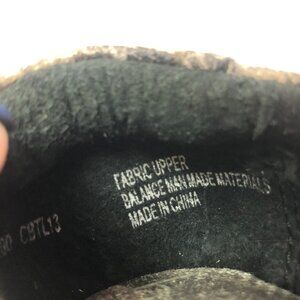 FABRIC UPPER
BALANCE MAN MADE MATERIALS
MADE IN CHINA
CBTL13